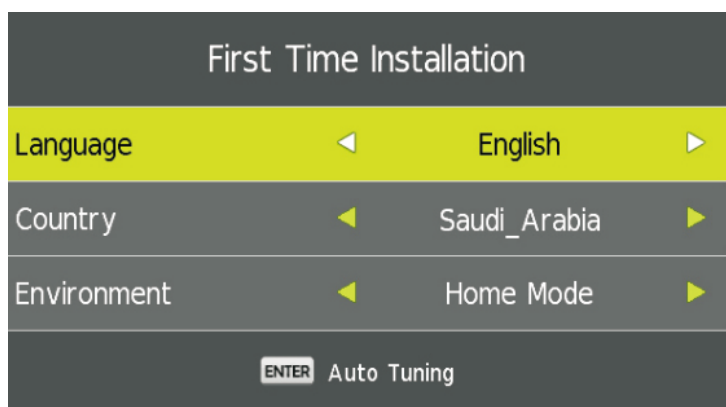 First Time Installation
Language English
Country Saudi_Arabia
Environment Home Mode
ENTER Auto Tuning